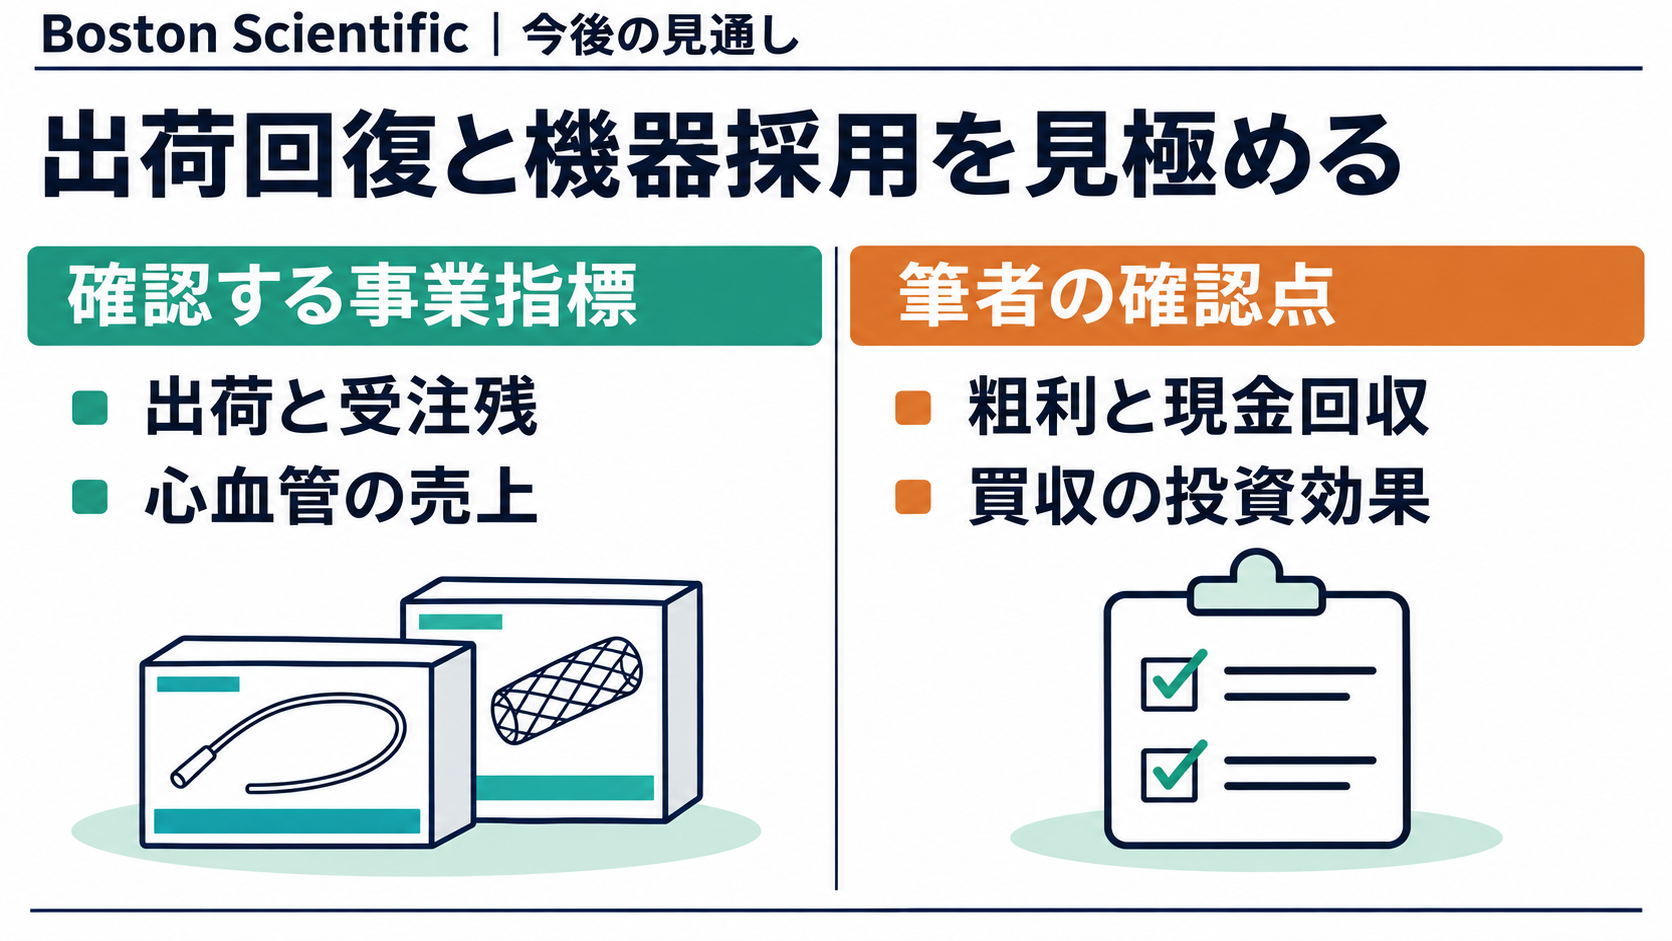 Boston Scientific｜今後の見通し
出荷回復と機器採用を見極める
確認する事業指標
出荷と受注残
心血管の売上
筆者の確認点
粗利と現金回収
買収の投資効果